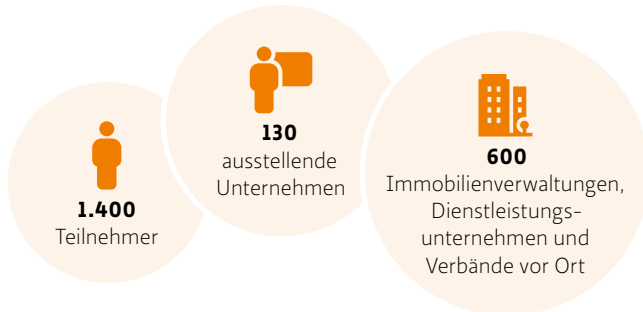 1.400
Teilnehmer
130
ausstellende
Unternehmen
600
Immobilienverwaltungen,
Dienstleistungs-
unternehmen und
Verbände vor Ort